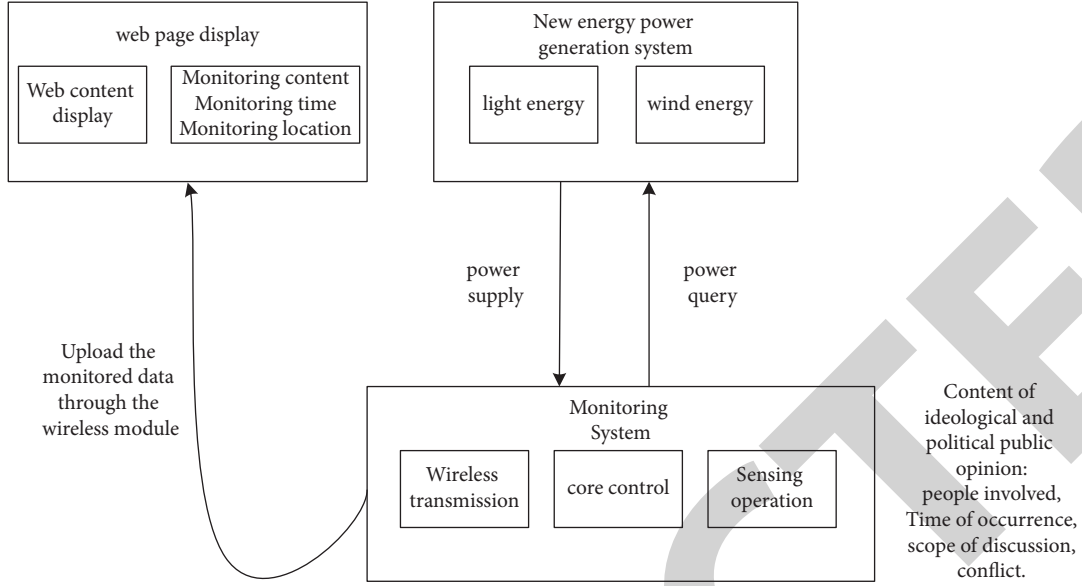 web page display
Web content
display
Monitoring content
Monitoring time
Monitoring location
New energy power
generation system
light energy
wind energy
power
supply
power
query
Upload the
monitored data
through the
wireless module
Monitoring
System
Wireless
transmission
core control
Sensing
operation
Content of
ideological and
political public
opinion:
people involved,
Time of occurrence,
scope of discussion,
conflict.